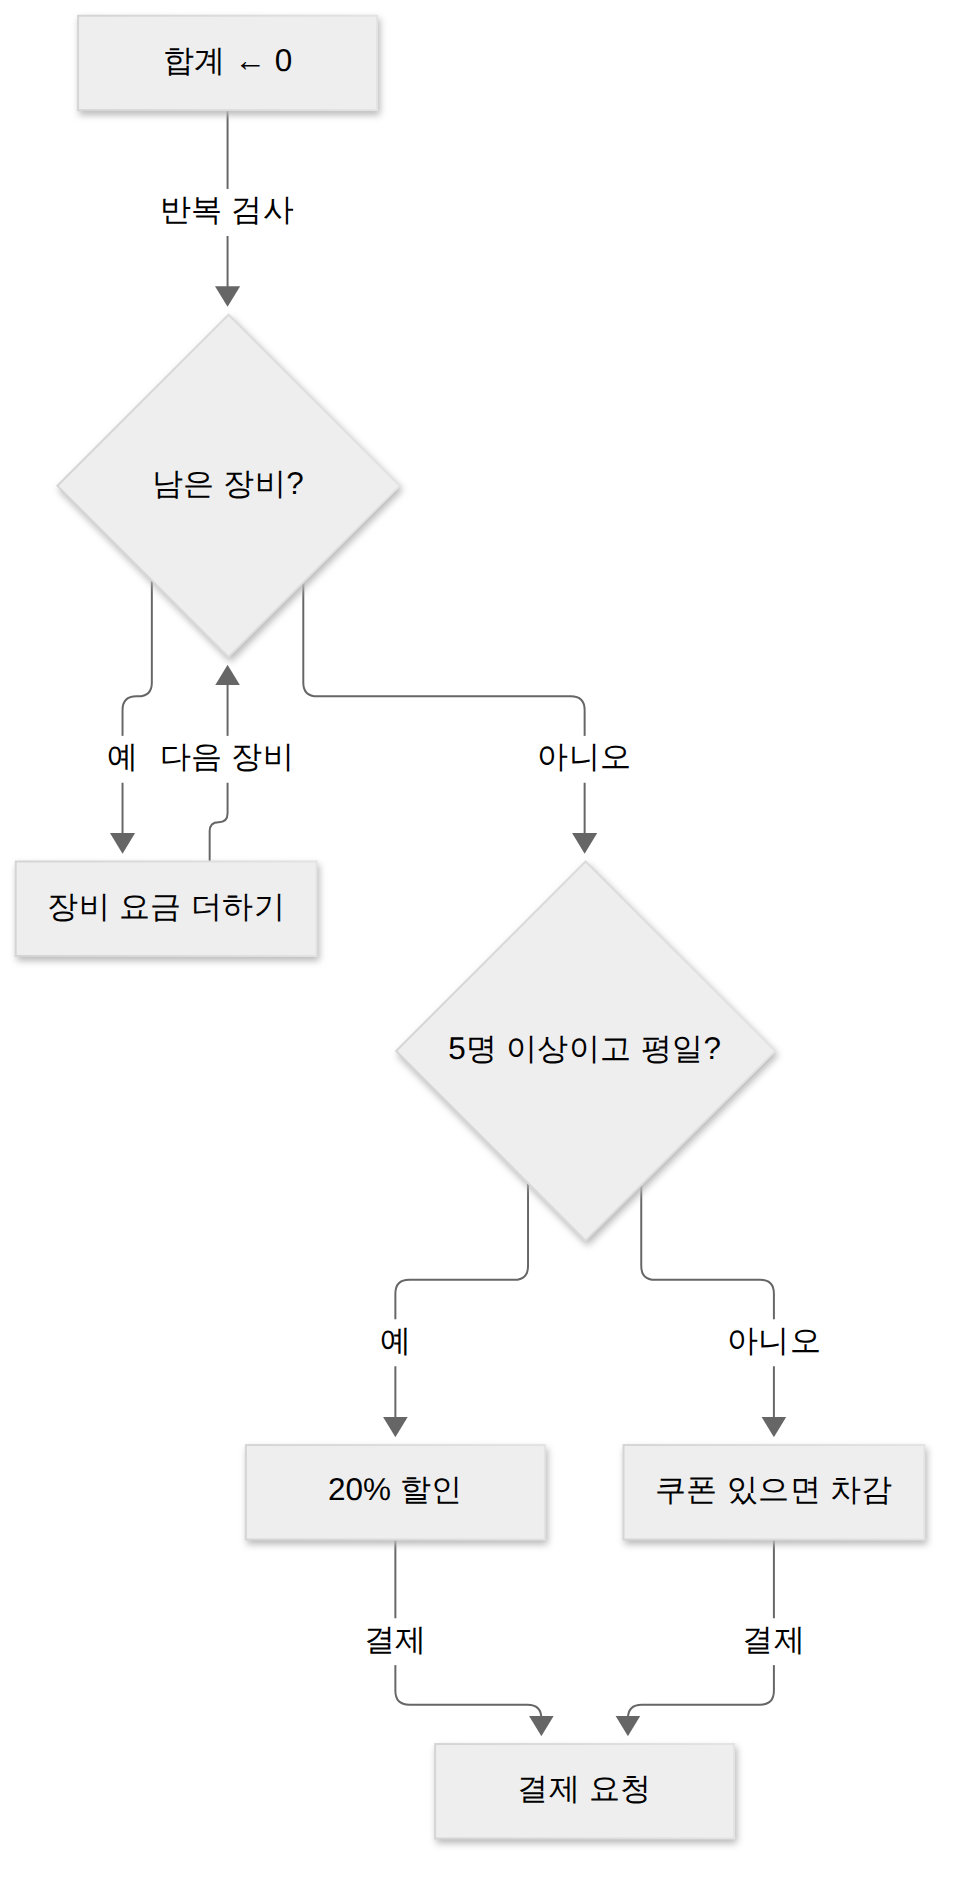 합계 ← 0
반복 검사
남은 장비?
예
다음 장비
아니오
장비 요금 더하기
5명 이상이고 평일?
예
아니오
20% 할인
쿠폰 있으면 차감
결제
결제
결제 요청